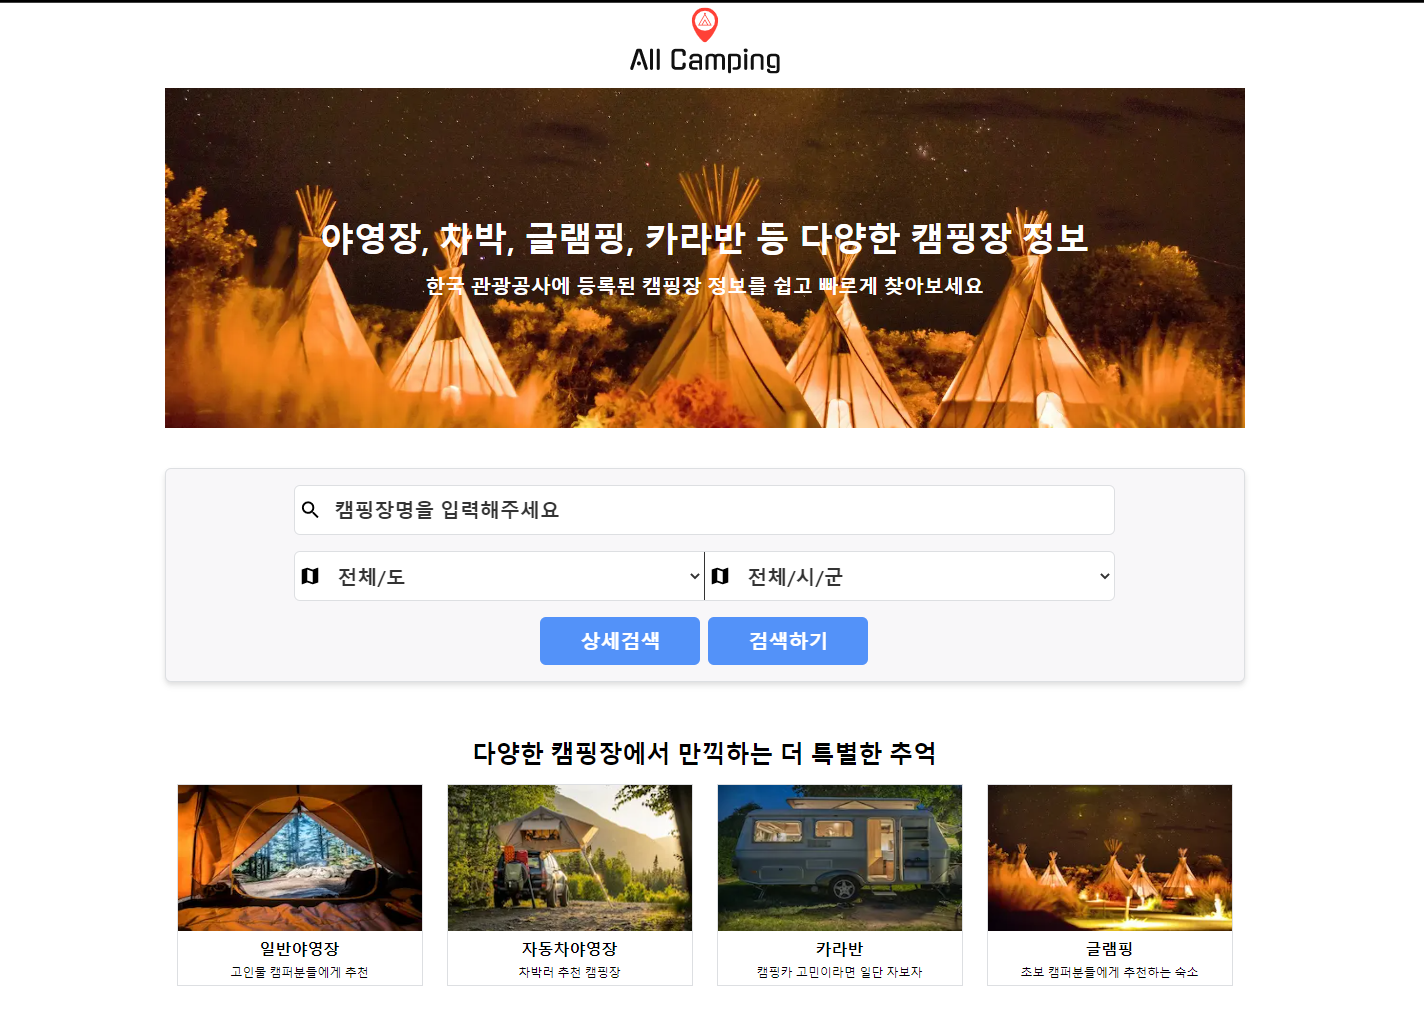 All Camping
야영장, 차박, 글램핑, 카라반 등 다양한 캠핑장 정보
한국 관광공사에 등록된 캠핑장 정보를 쉽고 빠르게 찾아보세요
캠핑장명을 입력해주세요
전체/도 전체/시/군
상세검색 검색하기
다양한 캠핑장에서 만끽하는 더 특별한 추억
일반야영장
고인물 캠퍼분들에게 추천
자동차야영장
차박러 추천 캠핑장
카라반
캠핑카 고민이라면 일단 자보자
글램핑
초보 캠퍼분들에게 추천하는 숙소